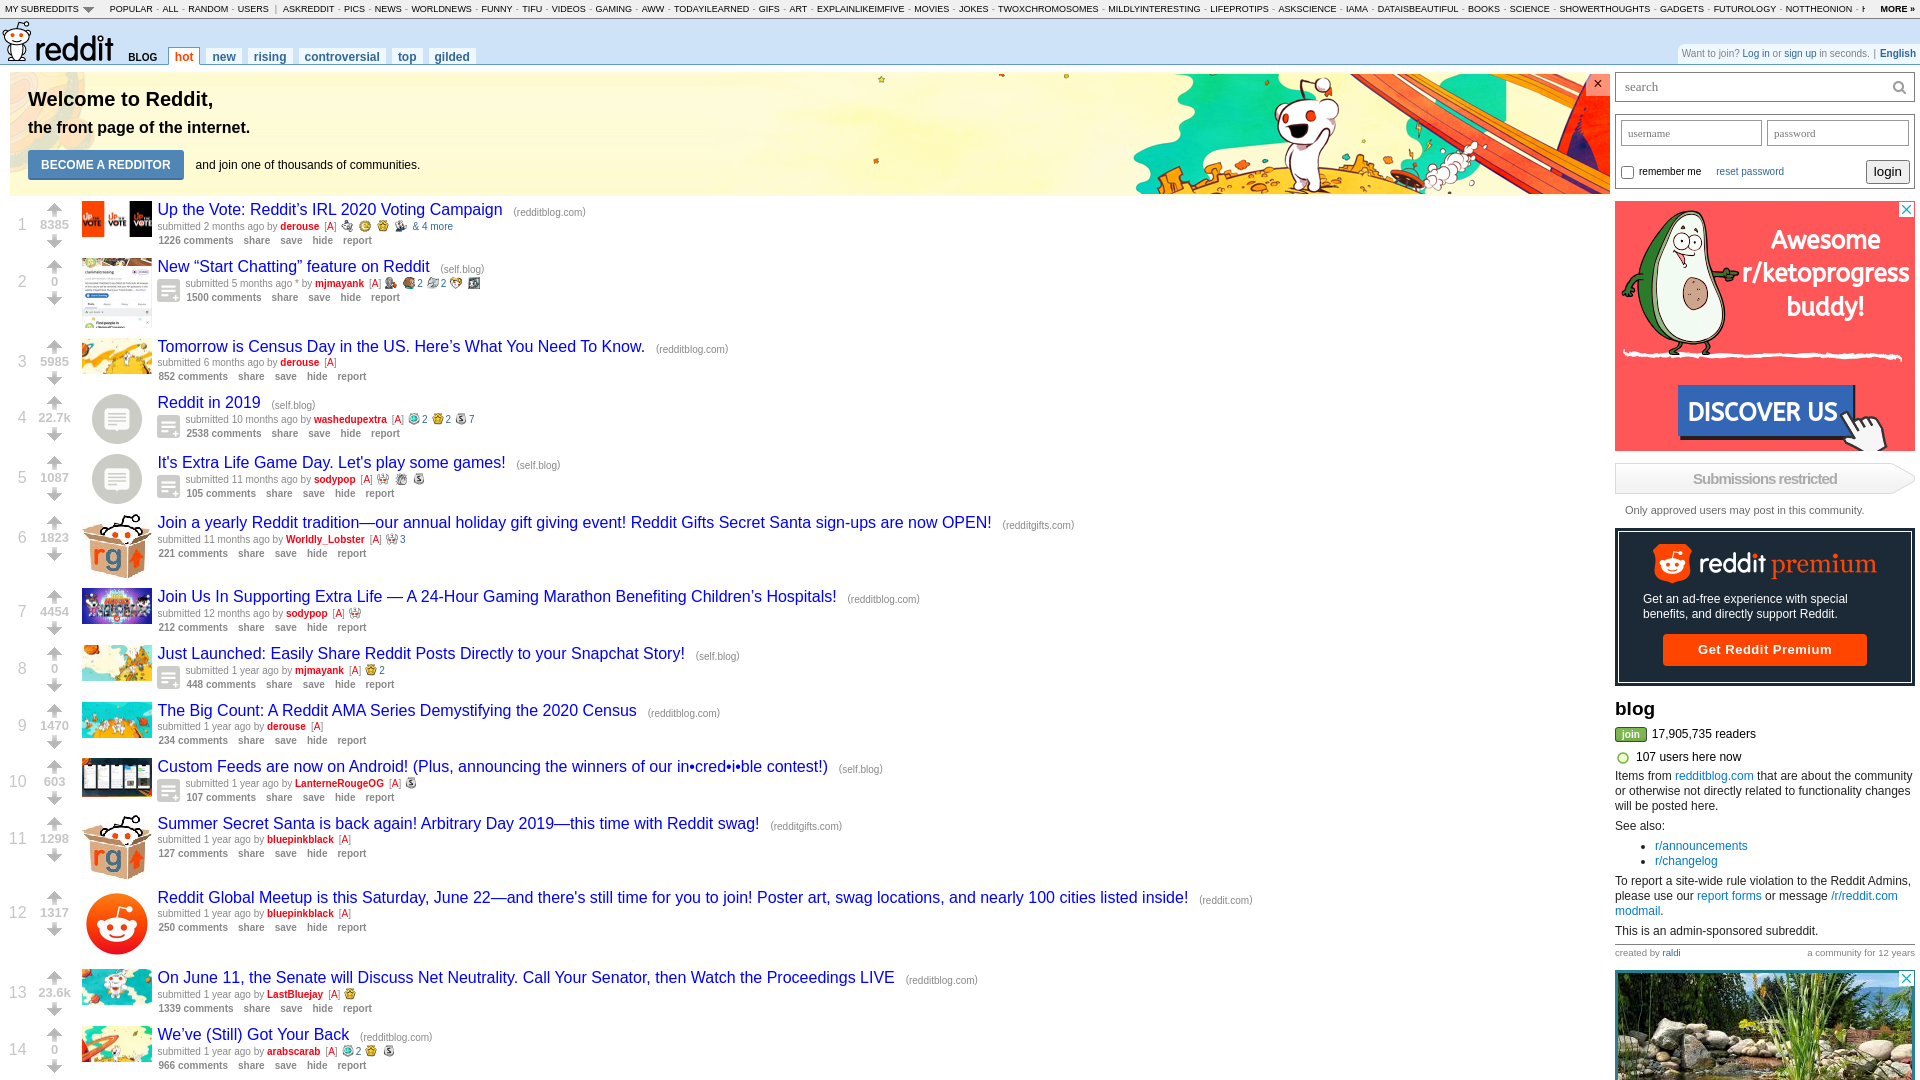 MY SUBREDDITS POPULAR - ALL - RANDOM - USERS | ASKREDDIT - PICS - NEWS - WORLDNEWS - FUNNY - TIFU - VIDEOS - GAMING - AWW - TODAYILEARNED - GIFS - ART - EXPLAINLIKEIMFIVE - MOVIES - JOKES - TWOXCHROMOSOMES - MILDLYINTERESTING - LIFEPROTIPS - ASKSCIENCE - IAMA - DATAISBEAUTIFUL - BOOKS - SCIENCE - SHOWERTHOUGHTS - GADGETS - FUTUROLOGY - NOTTHEONION - MORE »
reddit BLOG hot new rising controversial top gilded
Want to join? Log in or sign up in seconds. | English
Welcome to Reddit,
the front page of the internet.
BECOME A REDDITOR and join one of thousands of communities.
×
1
8385
UP THE VOTE UP THE VOTE UP THE VOTE
Up the Vote: Reddit’s IRL 2020 Voting Campaign (redditblog.com)
submitted 2 months ago by derouse [A] & 4 more
1226 comments share save hide report
2
0
New “Start Chatting” feature on Reddit (self.blog)
submitted 5 months ago * by mjmayank [A] 2 2
1500 comments share save hide report
3
5985
Tomorrow is Census Day in the US. Here’s What You Need To Know. (redditblog.com)
submitted 6 months ago by derouse [A]
852 comments share save hide report
4
22.7k
Reddit in 2019 (self.blog)
submitted 10 months ago by washedupextra [A] 2 2 7
2538 comments share save hide report
5
1087
It's Extra Life Game Day. Let's play some games! (self.blog)
submitted 11 months ago by sodypop [A]
105 comments share save hide report
6
1823
rg
Join a yearly Reddit tradition—our annual holiday gift giving event! Reddit Gifts Secret Santa sign-ups are now OPEN! (redditgifts.com)
submitted 11 months ago by Worldly_Lobster [A] 3
221 comments share save hide report
7
4454
Join Us In Supporting Extra Life — A 24-Hour Gaming Marathon Benefiting Children’s Hospitals! (redditblog.com)
submitted 12 months ago by sodypop [A]
212 comments share save hide report
8
0
Just Launched: Easily Share Reddit Posts Directly to your Snapchat Story! (self.blog)
submitted 1 year ago by mjmayank [A] 2
448 comments share save hide report
9
1470
The Big Count: A Reddit AMA Series Demystifying the 2020 Census (redditblog.com)
submitted 1 year ago by derouse [A]
234 comments share save hide report
10
603
Custom Feeds are now on Android! (Plus, announcing the winners of our in•cred•i•ble contest!) (self.blog)
submitted 1 year ago by LanterneRougeOG [A]
107 comments share save hide report
11
1298
rg
Summer Secret Santa is back again! Arbitrary Day 2019—this time with Reddit swag! (redditgifts.com)
submitted 1 year ago by bluepinkblack [A]
127 comments share save hide report
12
1317
Reddit Global Meetup is this Saturday, June 22—and there's still time for you to join! Poster art, swag locations, and nearly 100 cities listed inside! (reddit.com)
submitted 1 year ago by bluepinkblack [A]
250 comments share save hide report
13
23.6k
On June 11, the Senate will Discuss Net Neutrality. Call Your Senator, then Watch the Proceedings LIVE (redditblog.com)
submitted 1 year ago by LastBluejay [A]
1339 comments share save hide report
14
0
We’ve (Still) Got Your Back (redditblog.com)
submitted 1 year ago by arabscarab [A] 2
966 comments share save hide report
search
username password
remember me reset password login
Awesome
r/ketoprogress
buddy!
DISCOVER US
Submissions restricted
Only approved users may post in this community.
reddit premium
Get an ad-free experience with special
benefits, and directly support Reddit.
Get Reddit Premium
blog
join 17,905,735 readers
107 users here now
Items from redditblog.com that are about the community
or otherwise not directly related to functionality changes
will be posted here.
See also:
• r/announcements
• r/changelog
To report a site-wide rule violation to the Reddit Admins,
please use our report forms or message /r/reddit.com
modmail.
This is an admin-sponsored subreddit.
created by raldi a community for 12 years